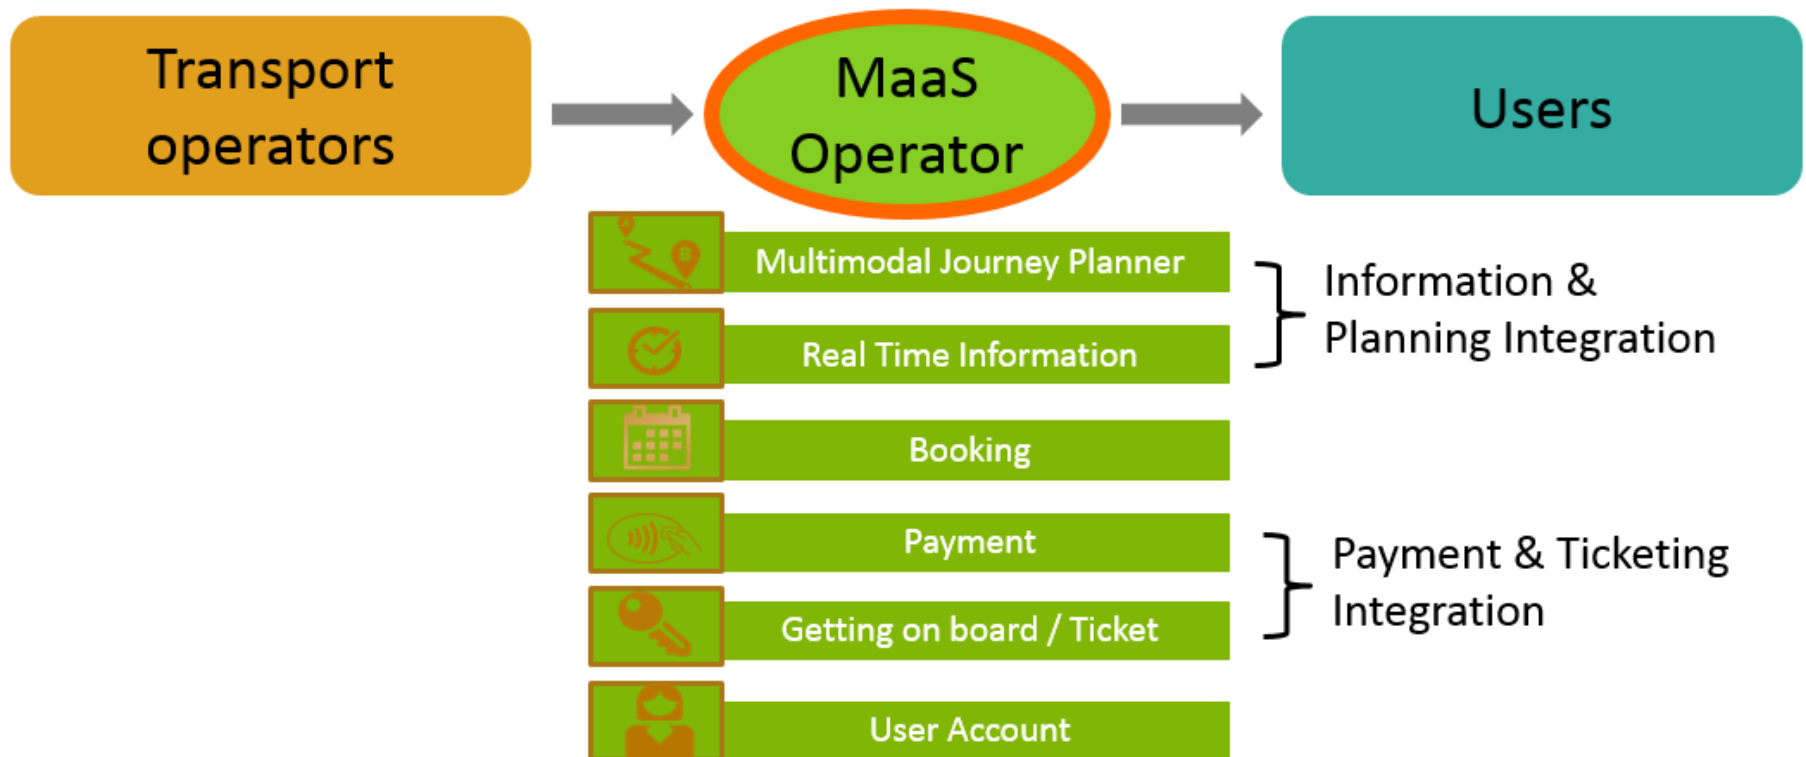 Transport
operators
MaaS
Operator
Users
Multimodal Journey Planner
Real Time Information
Booking
Payment
Getting on board / Ticket
User Account
Information &
Planning Integration
Payment & Ticketing
Integration
A
B